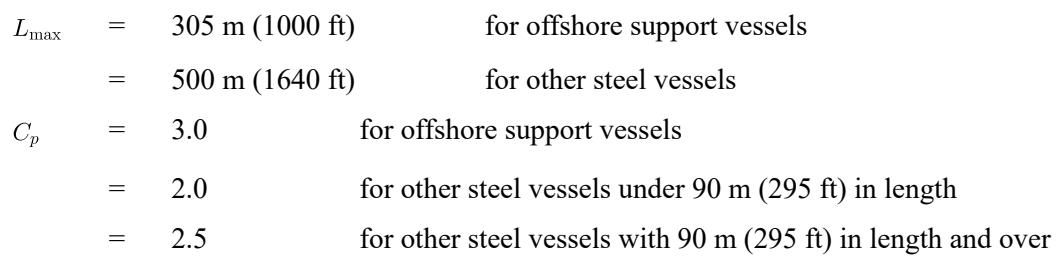 L_max = 305 m (1000 ft) for offshore support vessels
= 500 m (1640 ft) for other steel vessels
C_p = 3.0 for offshore support vessels
= 2.0 for other steel vessels under 90 m (295 ft) in length
= 2.5 for other steel vessels with 90 m (295 ft) in length and over